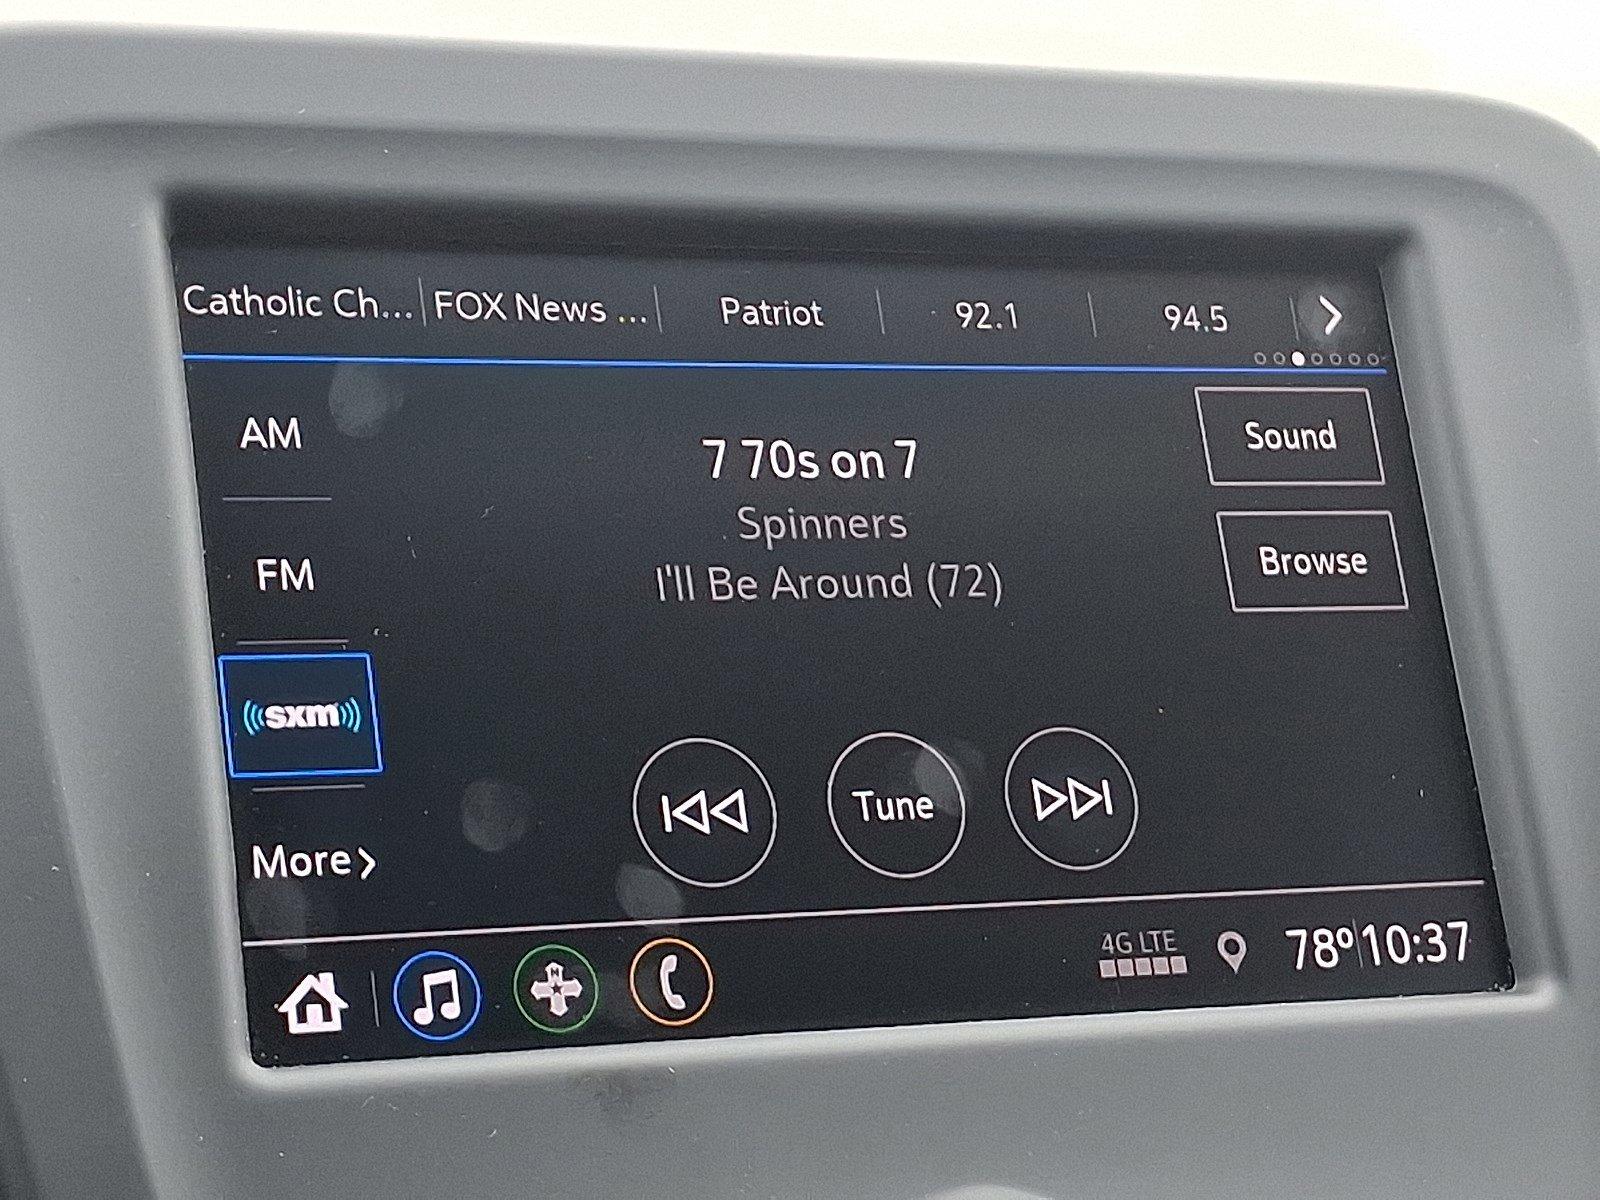 Catholic Ch... FOX News ... Patriot 92.1 94.5
AM
Sound
7 70s on 7
Spinners
I'll Be Around (72)
FM
Browse
sxm
Tune
More
4G LTE
78° 10:37